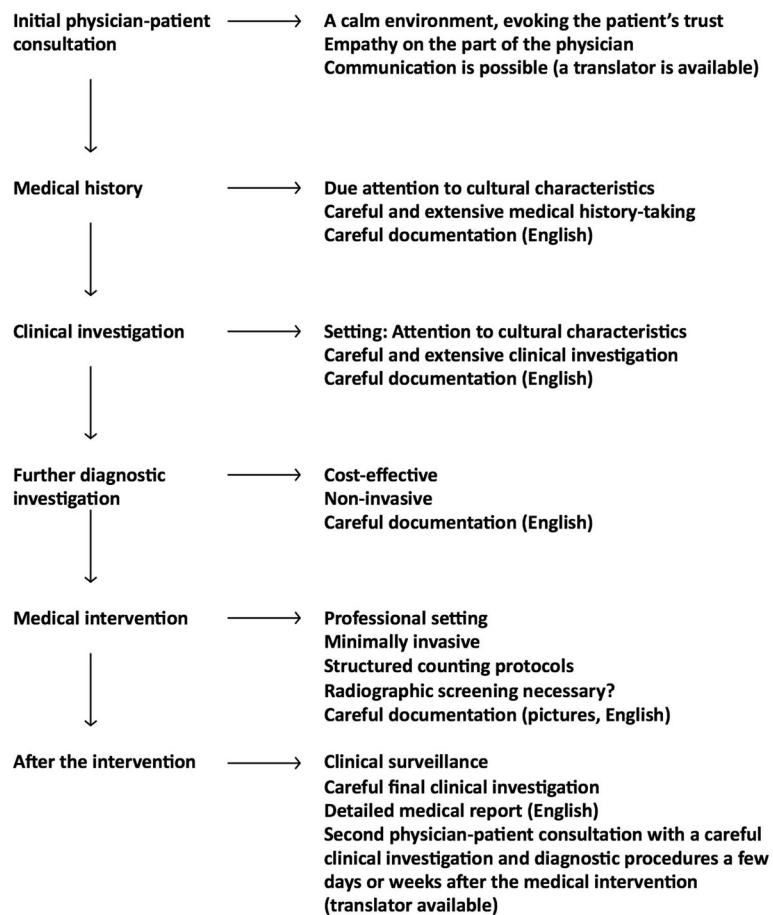 Initial physician-patient
consultation
A calm environment, evoking the patient’s trust
Empathy on the part of the physician
Communication is possible (a translator is available)
Medical history
Due attention to cultural characteristics
Careful and extensive medical history-taking
Careful documentation (English)
Clinical investigation
Setting: Attention to cultural characteristics
Careful and extensive clinical investigation
Careful documentation (English)
Further diagnostic
investigation
Cost-effective
Non-invasive
Careful documentation (English)
Medical intervention
Professional setting
Minimally invasive
Structured counting protocols
Radiographic screening necessary?
Careful documentation (pictures, English)
After the intervention
Clinical surveillance
Careful final clinical investigation
Detailed medical report (English)
Second physician-patient consultation with a careful
clinical investigation and diagnostic procedures a few
days or weeks after the medical intervention
(translator available)